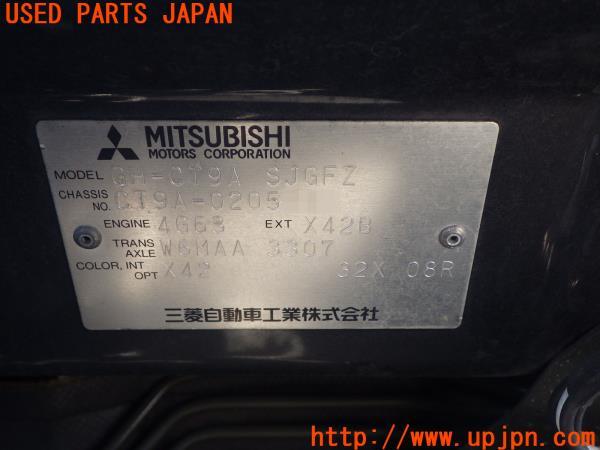 USED PARTS JAPAN
MITSUBISHI
MOTORS CORPORATION
MODEL GH-CT9A SJGFZ
CHASSIS NO. CT9A-0205
ENGINE 4G63 EXT X42B
TRANS AXLE W6MAA 3307
COLOR, INT OPT X42 32X 08R
三菱自動車工業株式会社
http://www.upjpn.com/